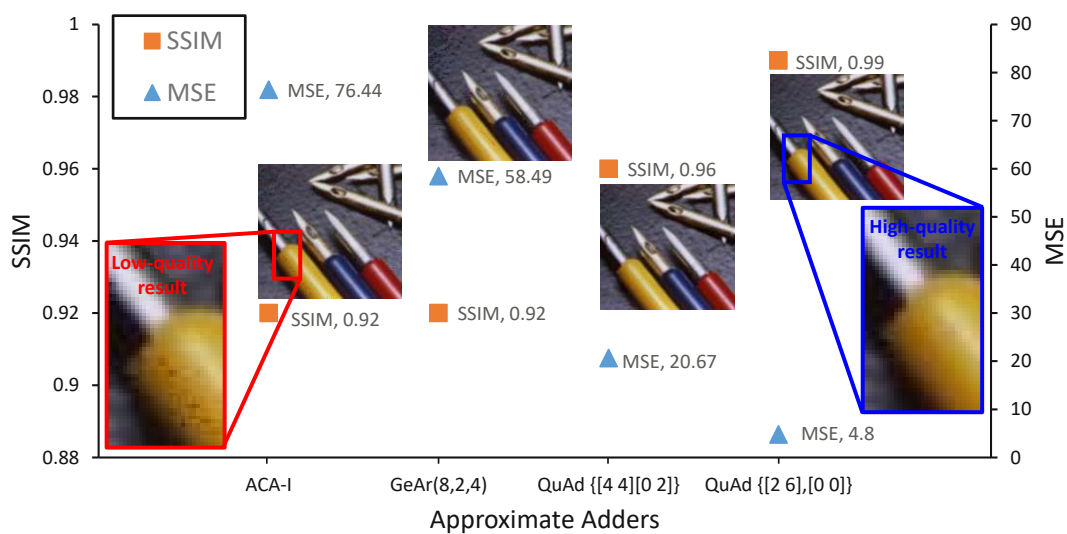 SSIM
MSE
SSIM
1
0.98
0.96
0.94
0.92
0.9
0.88
MSE, 76.44
SSIM, 0.92
Low-quality
result
MSE, 58.49
SSIM, 0.92
SSIM, 0.96
MSE, 20.67
SSIM, 0.99
High-quality
result
MSE, 4.8
90
80
70
60
50
40
30
20
10
0
MSE
ACA-I
GeAr(8,2,4)
QuAd {[4 4][0 2]}
QuAd {[2 6],[0 0]}
Approximate Adders